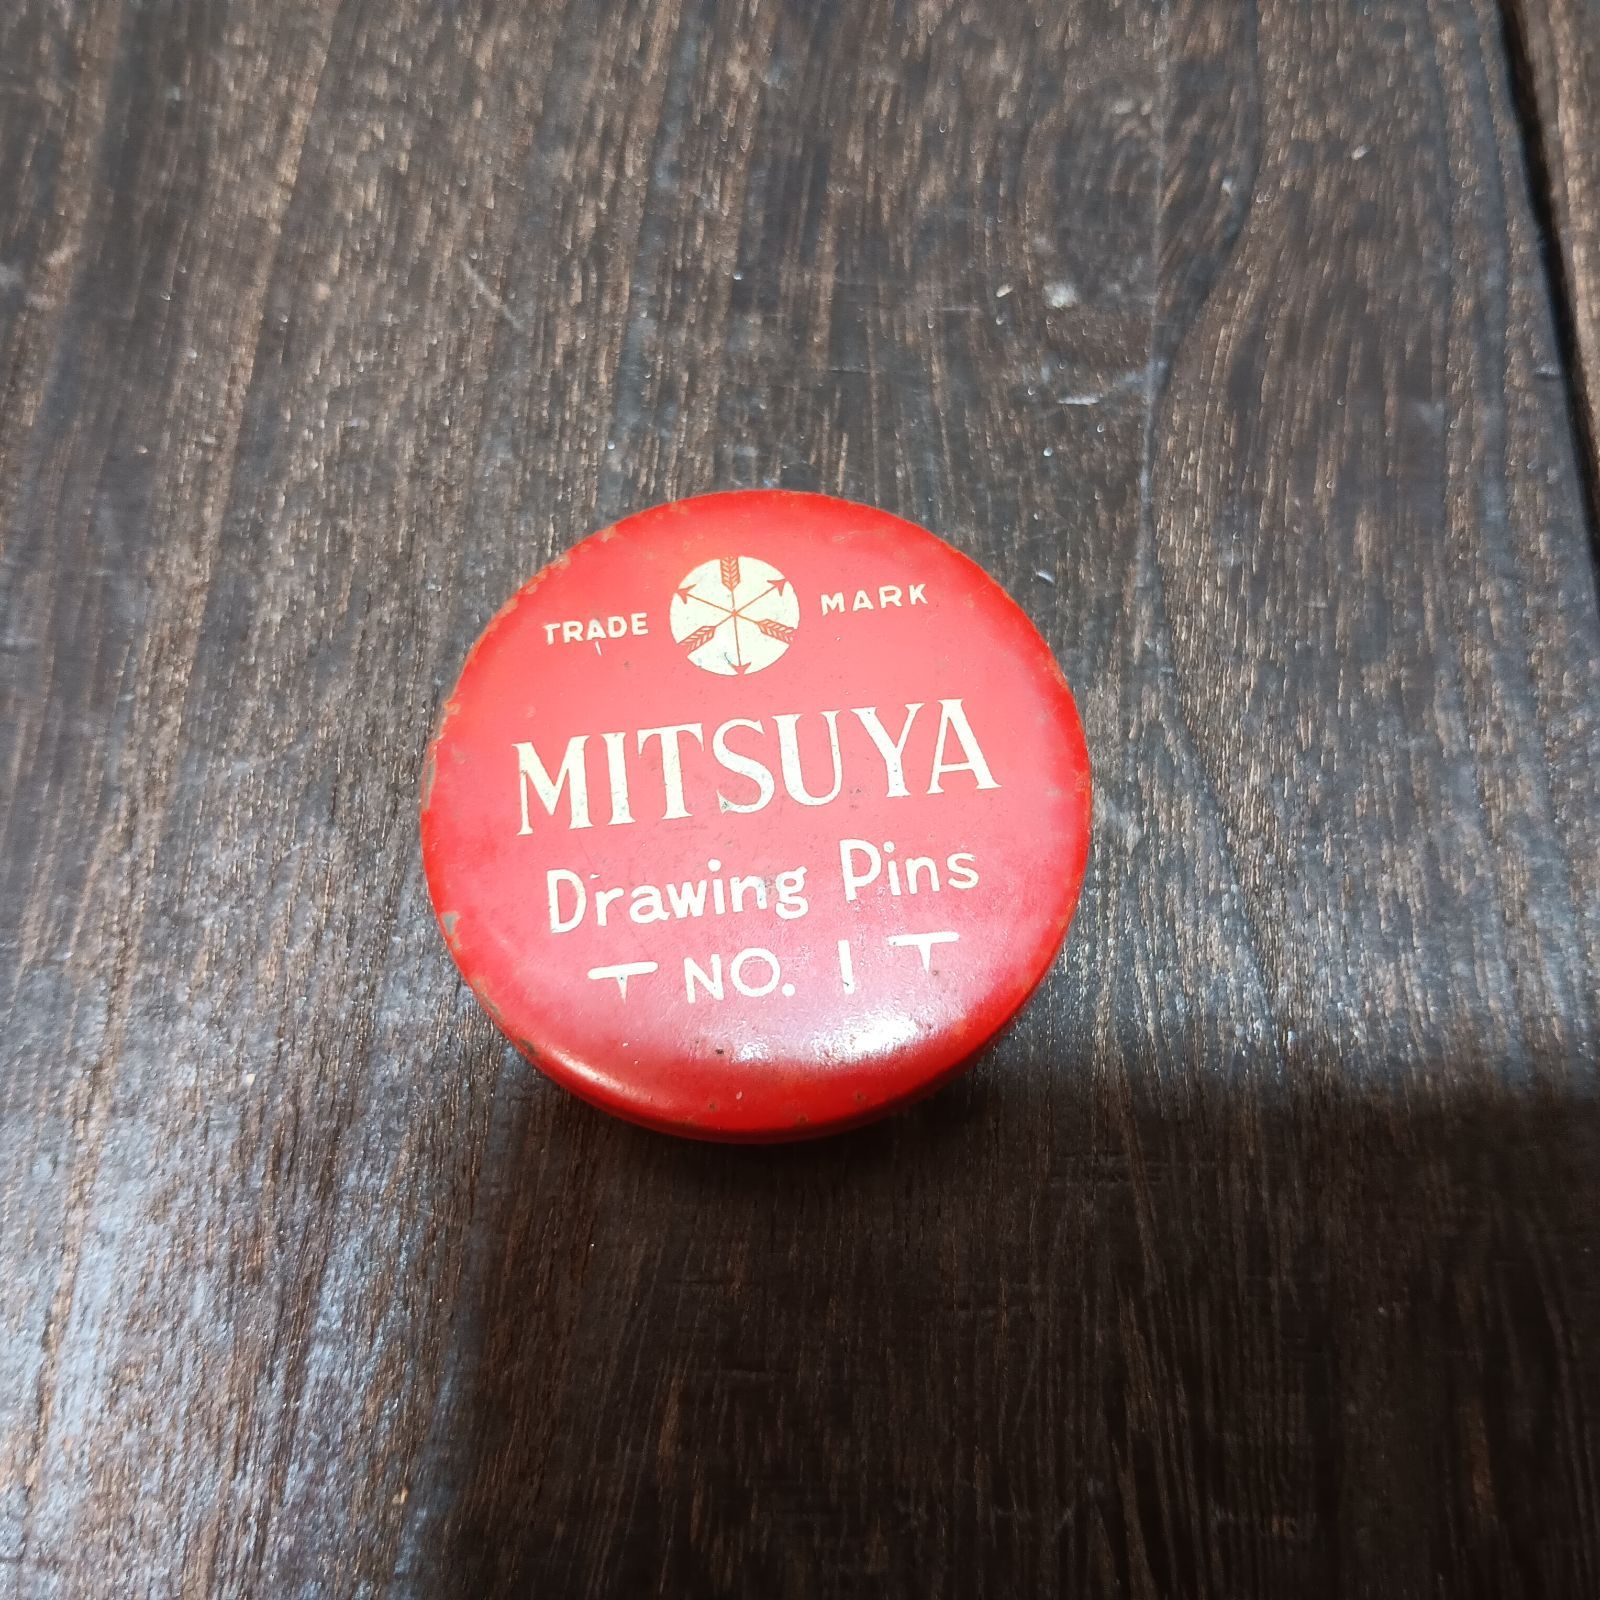 TRADE MARK
MITSUYA
Drawing Pins
NO. 1